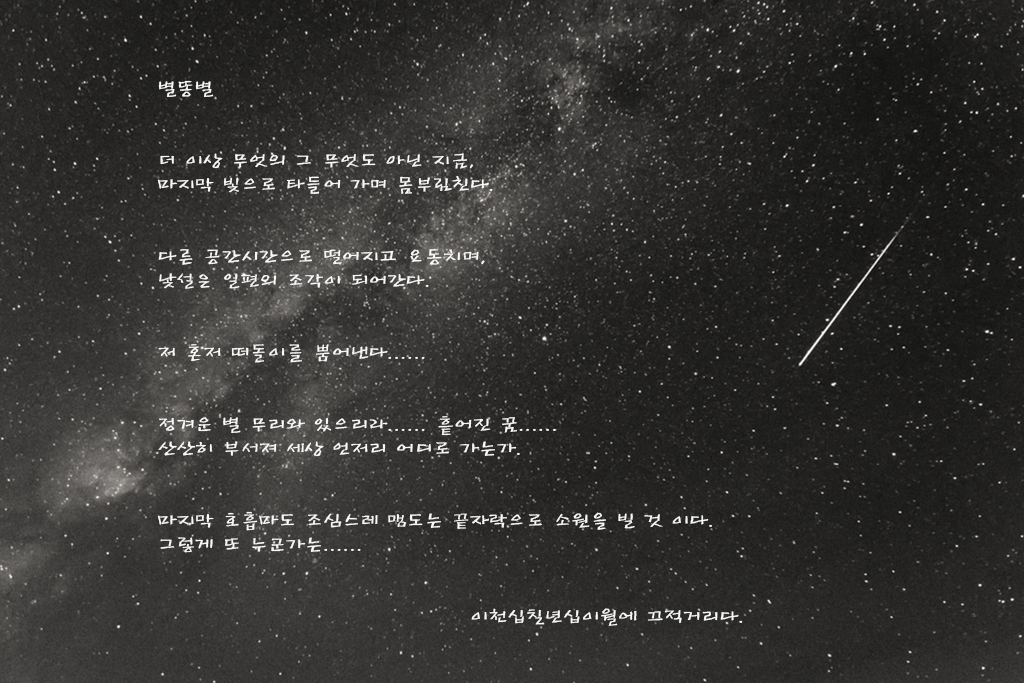 별똥별
더 이상 무엇의 그 무엇도 아닌 지금,
마지막 빛으로 타들어 가며 몸부림친다.
다른 공간시간으로 떨어지고 요동치며,
낯설은 일편의 조각이 되어간다.
저 혼저 떠돌이를 뿜어낸다......
정겨운 별 무리와 있으리라...... 흩어진 꿈......
산산히 부서져 세상 언저리 어디로 가는가.
마지막 호흡마도 조심스레 맴도는 끝자락으로 소원을 빌 것 이다.
그렇게 또 누군가는......
이천십칠년십이월에 끄적거리다.